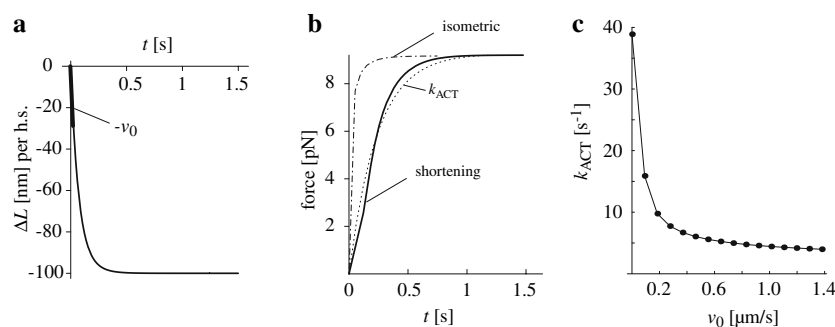 a
t [s]
0 0.5 1 1.5
-20
-40
-60
-80
-100
ΔL [nm] per h.s.
-v0
b
isometric
kACT
shortening
force [pN]
8
6
4
2
0 0.5 1 1.5
t [s]
c
kACT [s-1]
40
30
20
10
0.2 0.6 1.0 1.4
v0 [µm/s]